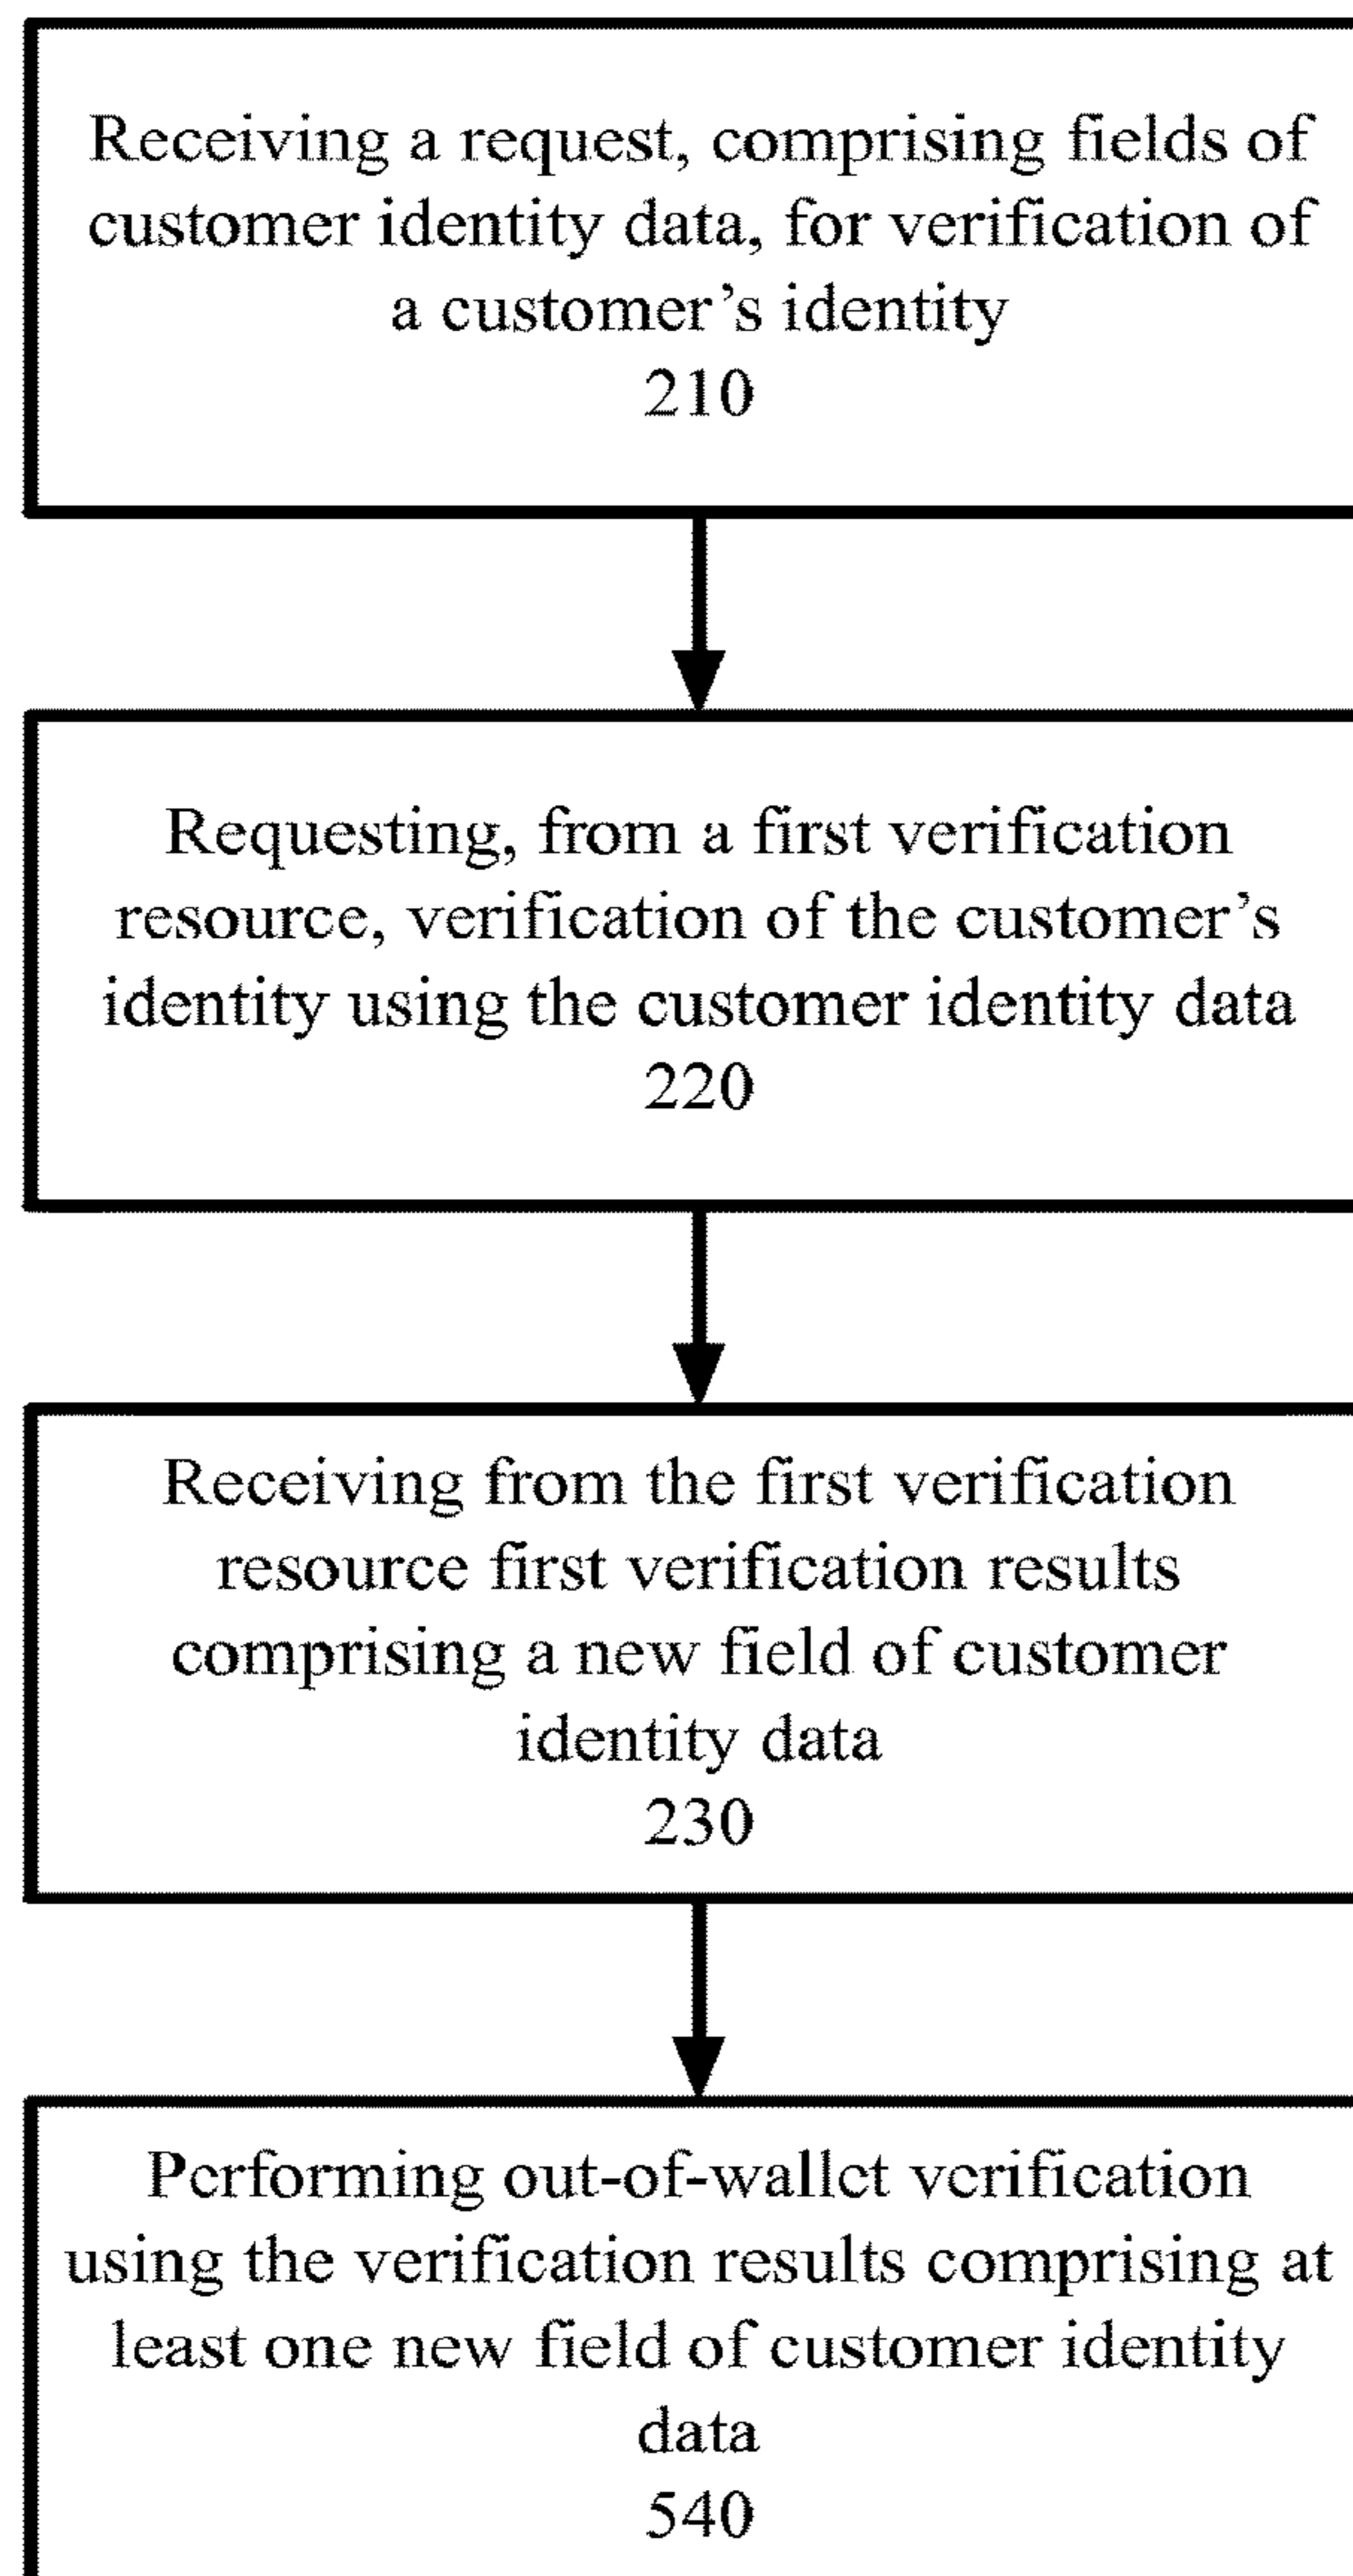 Receiving a request, comprising fields of
customer identity data, for verification of
a customer's identity
210
Requesting, from a first verification
resource, verification of the customer's
identity using the customer identity data
220
Receiving from the first verification
resource first verification results
comprising a new field of customer
identity data
230
Performing out-of-wallet verification
using the verification results comprising at
least one new field of customer identity
data
540